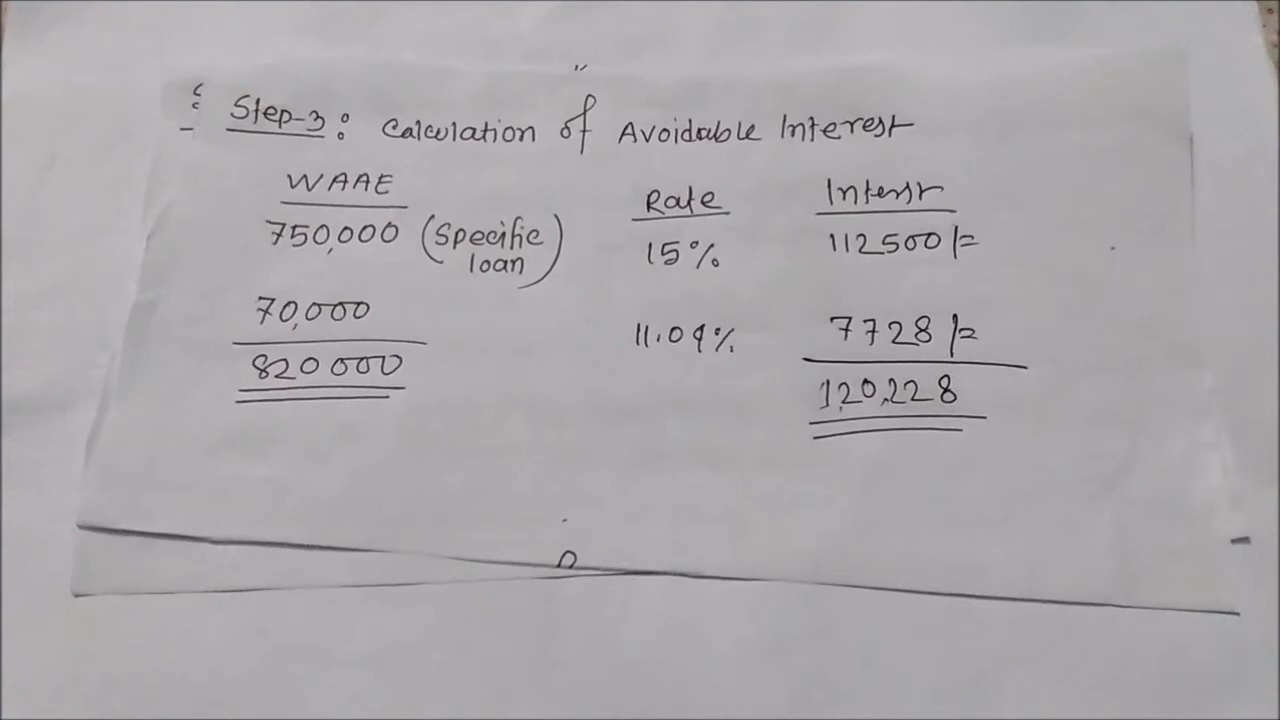 Step-3: Calculation of Avoidable Interest
WAAE Rate Interst
750,000 (Specific loan) 15% 112500/=
70,000 11.04% 7728/=
820000 120,228